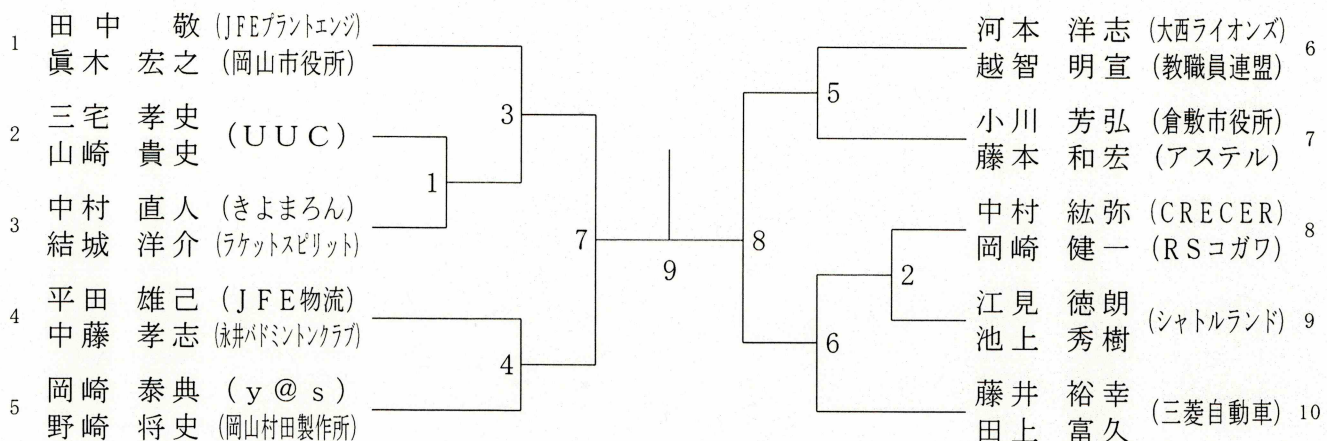 1 田中 敬 (JFEプラントエンジ)
眞木 宏之 (岡山市役所)
2 三宅 孝史 (UUC)
山崎 貴史
3 中村 直人 (きよまろん)
結城 洋介 (ラケットスピリット)
4 平田 雄己 (JFE物流)
中藤 孝志 (永井バドミントンクラブ)
5 岡崎 泰典 (y@s)
野崎 将史 (岡山村田製作所)
3
1
7
4
9
8
5
2
6
河本 洋志 (大西ライオンズ) 6
越智 明宣 (教職員連盟)
小川 芳弘 (倉敷市役所) 7
藤本 和宏 (アステル)
中村 紘弥 (CRECER) 8
岡崎 健一 (RSコガワ)
江見 徳朗 (シャトルランド) 9
池上 秀樹
藤井 裕幸 (三菱自動車) 10
田上 富久